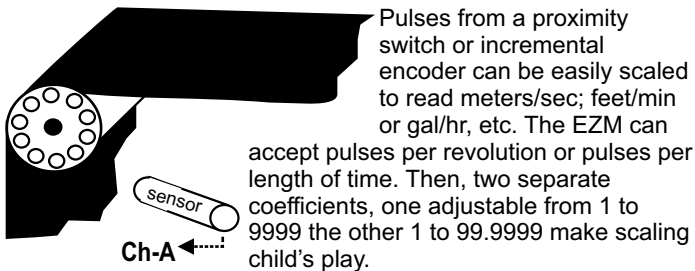 Pulses from a proximity
switch or incremental
encoder can be easily scaled
to read meters/sec; feet/min
or gal/hr, etc. The EZM can
accept pulses per revolution or pulses per
length of time. Then, two separate
coefficients, one adjustable from 1 to
9999 the other 1 to 99.9999 make scaling
child's play.
sensor
Ch-A